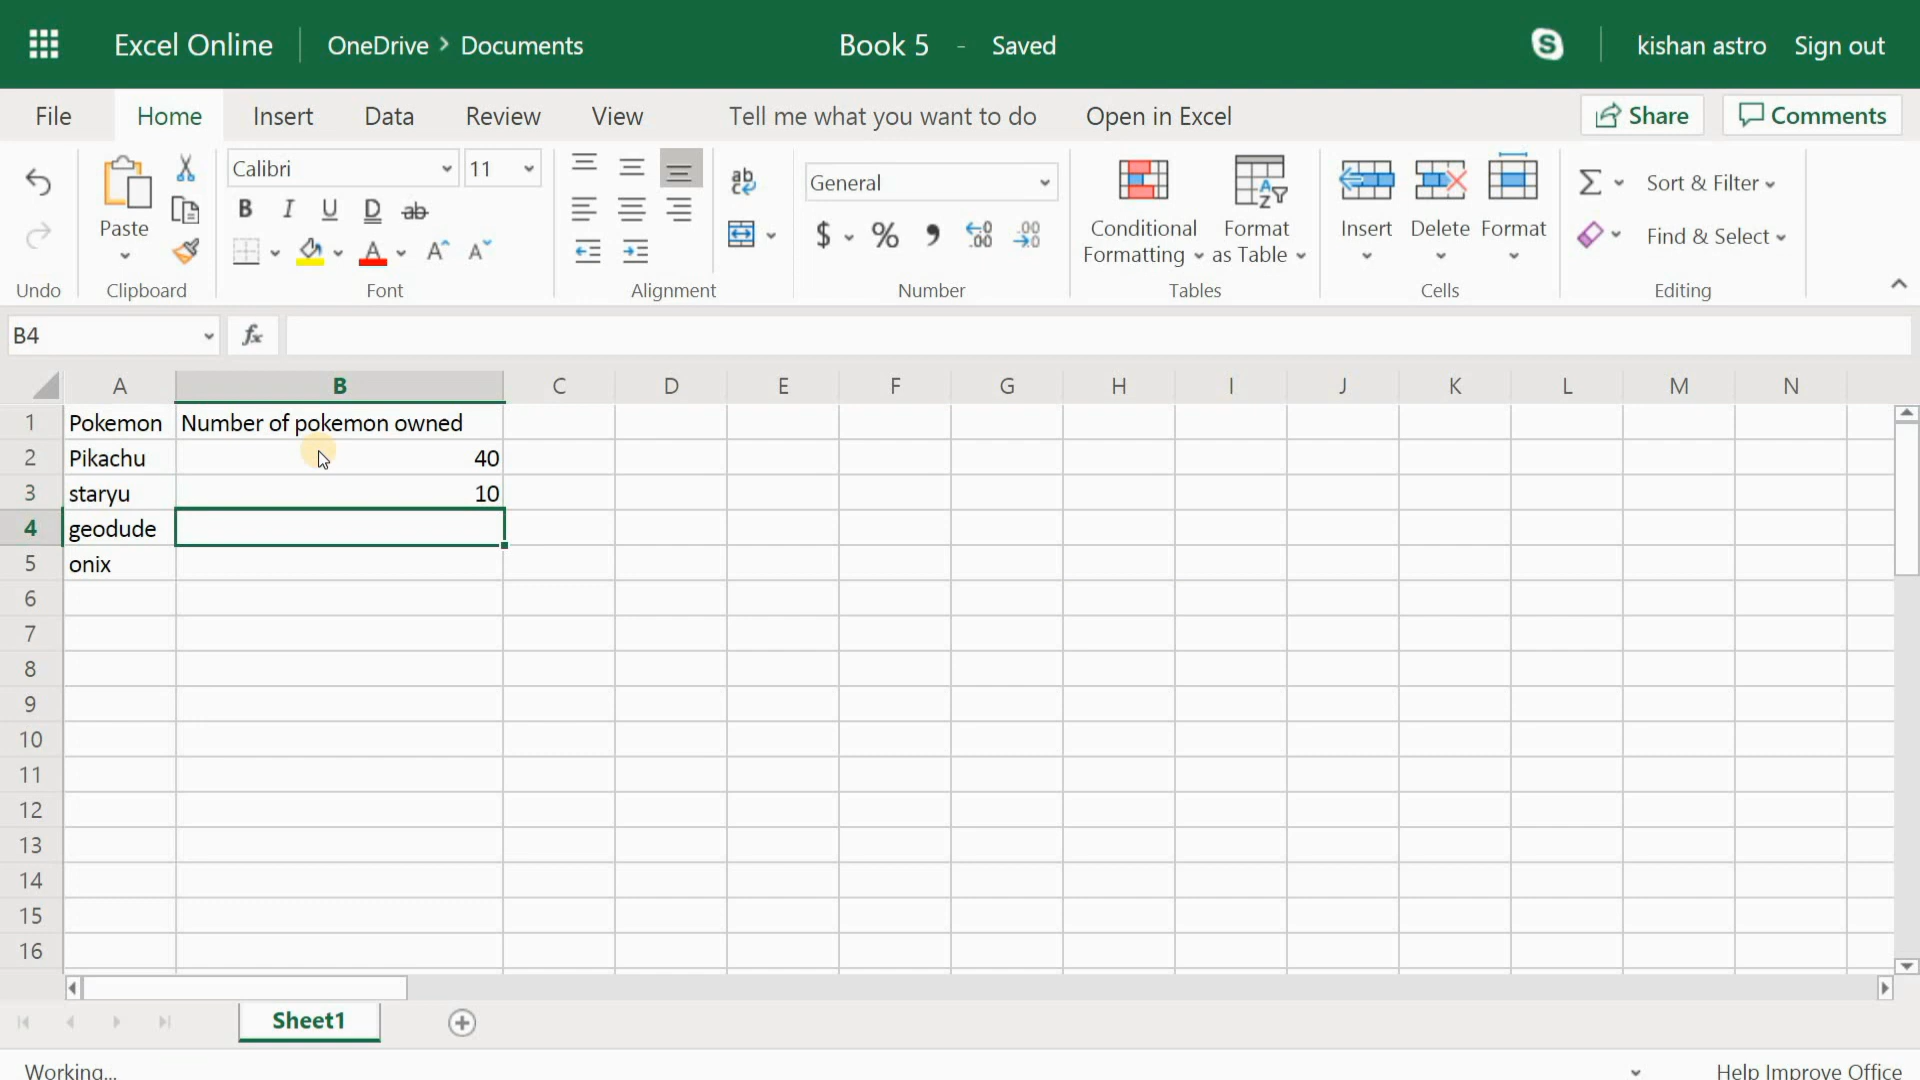 Excel Online OneDrive > Documents Book 5 - Saved kishan astro Sign out
File Home Insert Data Review View Tell me what you want to do Open in Excel Share Comments
Calibri 11 General
Paste
B I U D ab
$ % ,
Conditional Formatting
Format as Table
Insert Delete Format
Sort & Filter
Find & Select
Undo Clipboard Font Alignment Number Tables Cells Editing
B4 fx
A B C D E F G H I J K L M N
1 Pokemon Number of pokemon owned
2 Pikachu 40
3 staryu 10
4 geodude
5 onix
6
7
8
9
10
11
12
13
14
15
16
Sheet1
Working... Help Improve Office